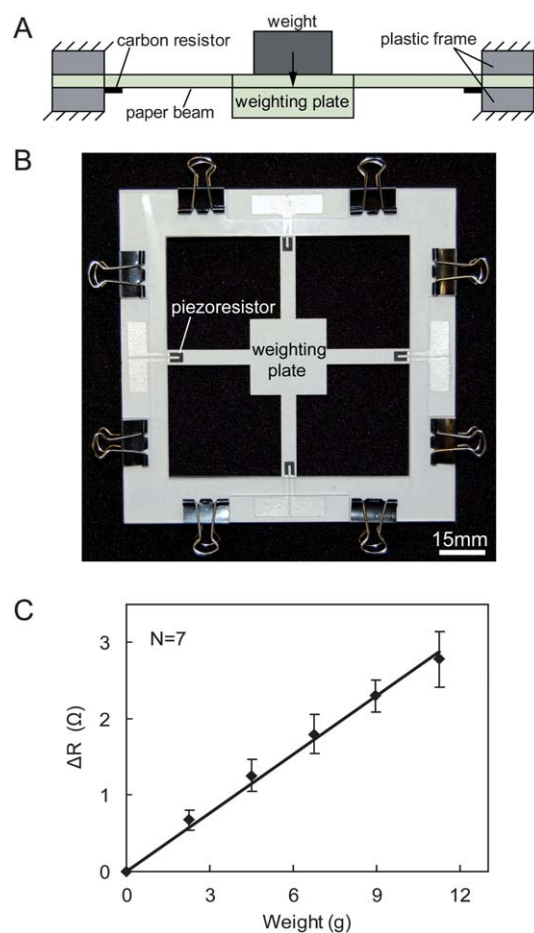 A
weight
carbon resistor
plastic frame
paper beam
weighting plate
B
piezoresistor
weighting
plate
15mm
C
N=7
ΔR (Ω)
3
2
1
0
0
3
6
9
12
Weight (g)